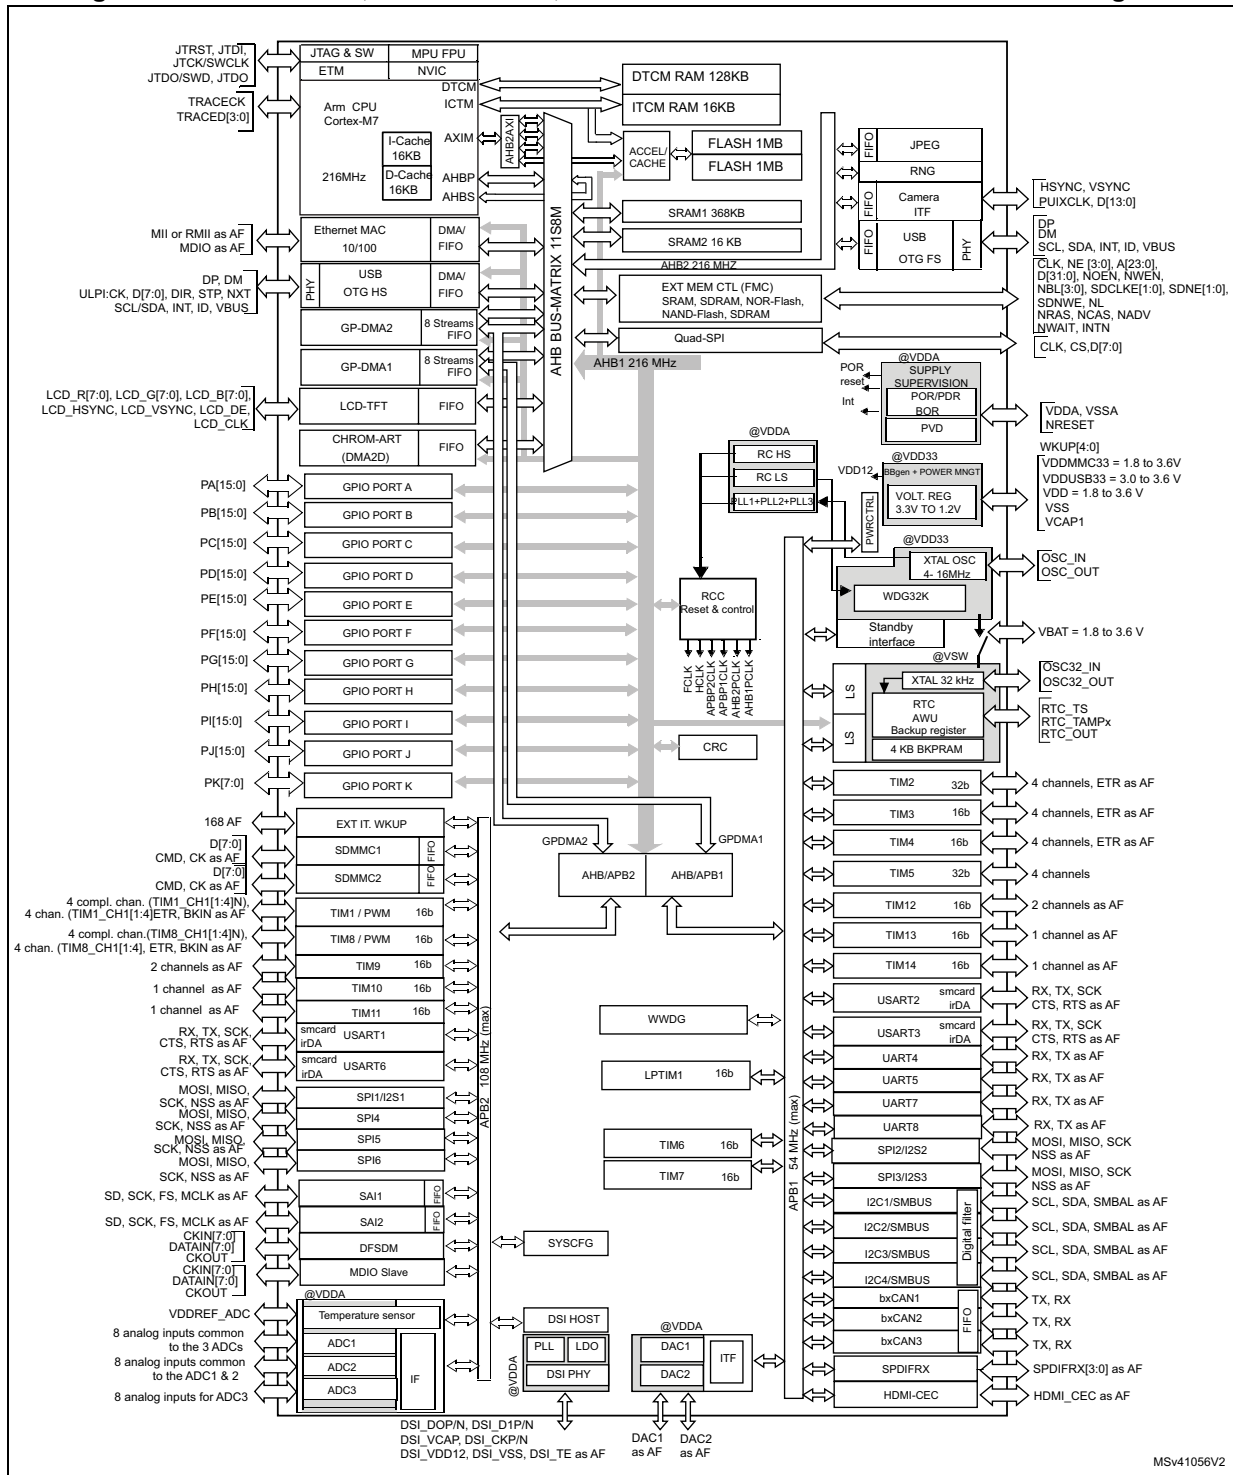 JTRST, JTDI,
JTCK/SWCLK
JTDO/SWD, JTDO
TRACECK
TRACED[3:0]
JTAG & SW
MPU FPU
ETM
NVIC
DTCM
ICTM
Arm CPU
Cortex-M7
AXIM
I-Cache
16KB
D-Cache
16KB
216MHz
AHBP
AHBS
AHB2AXI
AHB BUS-MATRIX 11S8M
DTCM RAM 128KB
ITCM RAM 16KB
ACCEL/
CACHE
FLASH 1MB
FLASH 1MB
SRAM1 368KB
SRAM2 16 KB
AHB2 216 MHZ
EXT MEM CTL (FMC)
SRAM, SDRAM, NOR-Flash,
NAND-Flash, SDRAM
Quad-SPI
AHB1 216 MHz
FIFO
JPEG
RNG
FIFO
Camera
ITF
FIFO
USB
OTG FS
PHY
HSYNC, VSYNC
PUIXCLK, D[13:0]
DP
DM
SCL, SDA, INT, ID, VBUS
CLK, NE [3:0], A[23:0],
D[31:0], NOEN, NWEN,
NBL[3:0], SDCLKE[1:0], SDNE[1:0],
SDNWE, NL
NRAS, NCAS, NADV
NWAIT, INTN
CLK, CS,D[7:0]
MII or RMII as AF
MDIO as AF
Ethernet MAC
10/100
DMA/
FIFO
DP, DM
ULPI:CK, D[7:0], DIR, STP, NXT
SCL/SDA, INT, ID, VBUS
PHY
USB
OTG HS
DMA/
FIFO
GP-DMA2
8 Streams
FIFO
GP-DMA1
8 Streams
FIFO
LCD_R[7:0], LCD_G[7:0], LCD_B[7:0],
LCD_HSYNC, LCD_VSYNC, LCD_DE,
LCD_CLK
LCD-TFT
FIFO
CHROM-ART
(DMA2D)
FIFO
@VDDA
POR
reset
Int
SUPPLY
SUPERVISION
POR/PDR
BOR
PVD
VDDA, VSSA
NRESET
WKUP[4:0]
@VDDA
RC HS
RC LS
PLL1+PLL2+PLL3
@VDD33
VDD12
BBgen + POWER MNGT
VOLT. REG
3.3V TO 1.2V
VDDMMC33 = 1.8 to 3.6V
VDDUSB33 = 3.0 to 3.6 V
VDD = 1.8 to 3.6 V
VSS
VCAP1
PWRCTRL
@VDD33
XTAL OSC
4- 16MHz
WDG32K
OSC_IN
OSC_OUT
Standby
interface
VBAT = 1.8 to 3.6 V
@VSW
LS
LS
XTAL 32 kHz
RTC
AWU
Backup register
4 KB BKPRAM
OSC32_IN
OSC32_OUT
RTC_TS
RTC_TAMPx
RTC_OUT
RCC
Reset & control
FCLK
HCLK
APBP2CLK
APBP1CLK
AHB2PCLK
AHB1PCLK
CRC
PA[15:0]
GPIO PORT A
PB[15:0]
GPIO PORT B
PC[15:0]
GPIO PORT C
PD[15:0]
GPIO PORT D
PE[15:0]
GPIO PORT E
PF[15:0]
GPIO PORT F
PG[15:0]
GPIO PORT G
PH[15:0]
GPIO PORT H
PI[15:0]
GPIO PORT I
PJ[15:0]
GPIO PORT J
PK[7:0]
GPIO PORT K
GPDMA2
GPDMA1
AHB/APB2
AHB/APB1
168 AF
EXT IT. WKUP
D[7:0]
CMD, CK as AF
SDMMC1
FIFO
D[7:0]
CMD, CK as AF
SDMMC2
FIFO
4 compl. chan. (TIM1_CH1[1:4]N),
4 chan. (TIM1_CH1[1:4]ETR, BKIN as AF
TIM1 / PWM
16b
4 compl. chan.(TIM8_CH1[1:4]N),
4 chan. (TIM8_CH1[1:4], ETR, BKIN as AF
TIM8 / PWM
16b
2 channels as AF
TIM9
16b
1 channel as AF
TIM10
16b
1 channel as AF
TIM11
16b
RX, TX, SCK,
CTS, RTS as AF
smcard
irDA
USART1
RX, TX, SCK,
CTS, RTS as AF
smcard
irDA
USART6
MOSI, MISO,
SCK, NSS as AF
SPI1/I2S1
MOSI, MISO,
SCK, NSS as AF
SPI4
MOSI, MISO,
SCK, NSS as AF
SPI5
MOSI, MISO,
SCK, NSS as AF
SPI6
SD, SCK, FS, MCLK as AF
SAI1
FIFO
SD, SCK, FS, MCLK as AF
SAI2
FIFO
CKIN[7:0]
DATAIN[7:0]
CKOUT
DFSDM
CKIN[7:0]
DATAIN[7:0]
CKOUT
MDIO Slave
@VDDA
VDDREF_ADC
Temperature sensor
8 analog inputs common
to the 3 ADCs
ADC1
8 analog inputs common
to the ADC1 & 2
ADC2
8 analog inputs for ADC3
ADC3
IF
APB2 108 MHz (max)
WWDG
LPTIM1
16b
TIM6
16b
TIM7
16b
SYSCFG
DSI HOST
PLL
LDO
DSI PHY
@VDDA
DSI_DOP/N, DSI_D1P/N
DSI_VCAP, DSI_CKP/N
DSI_VDD12, DSI_VSS, DSI_TE as AF
@VDDA
DAC1
DAC2
ITF
DAC1
as AF
DAC2
as AF
APB1 54 MHz (max)
TIM2
32b
4 channels, ETR as AF
TIM3
16b
4 channels, ETR as AF
TIM4
16b
4 channels, ETR as AF
TIM5
32b
4 channels
TIM12
16b
2 channels as AF
TIM13
16b
1 channel as AF
TIM14
16b
1 channel as AF
USART2
smcard
irDA
RX, TX, SCK
CTS, RTS as AF
USART3
smcard
irDA
RX, TX, SCK
CTS, RTS as AF
UART4
RX, TX as AF
UART5
RX, TX as AF
UART7
RX, TX as AF
UART8
RX, TX as AF
SPI2/I2S2
MOSI, MISO, SCK
NSS as AF
SPI3/I2S3
MOSI, MISO, SCK
NSS as AF
I2C1/SMBUS
SCL, SDA, SMBAL as AF
I2C2/SMBUS
SCL, SDA, SMBAL as AF
I2C3/SMBUS
SCL, SDA, SMBAL as AF
I2C4/SMBUS
SCL, SDA, SMBAL as AF
Digital filter
bxCAN1
TX, RX
bxCAN2
TX, RX
bxCAN3
TX, RX
FIFO
SPDIFRX
SPDIFRX[3:0] as AF
HDMI-CEC
HDMI_CEC as AF
MSv41056V2